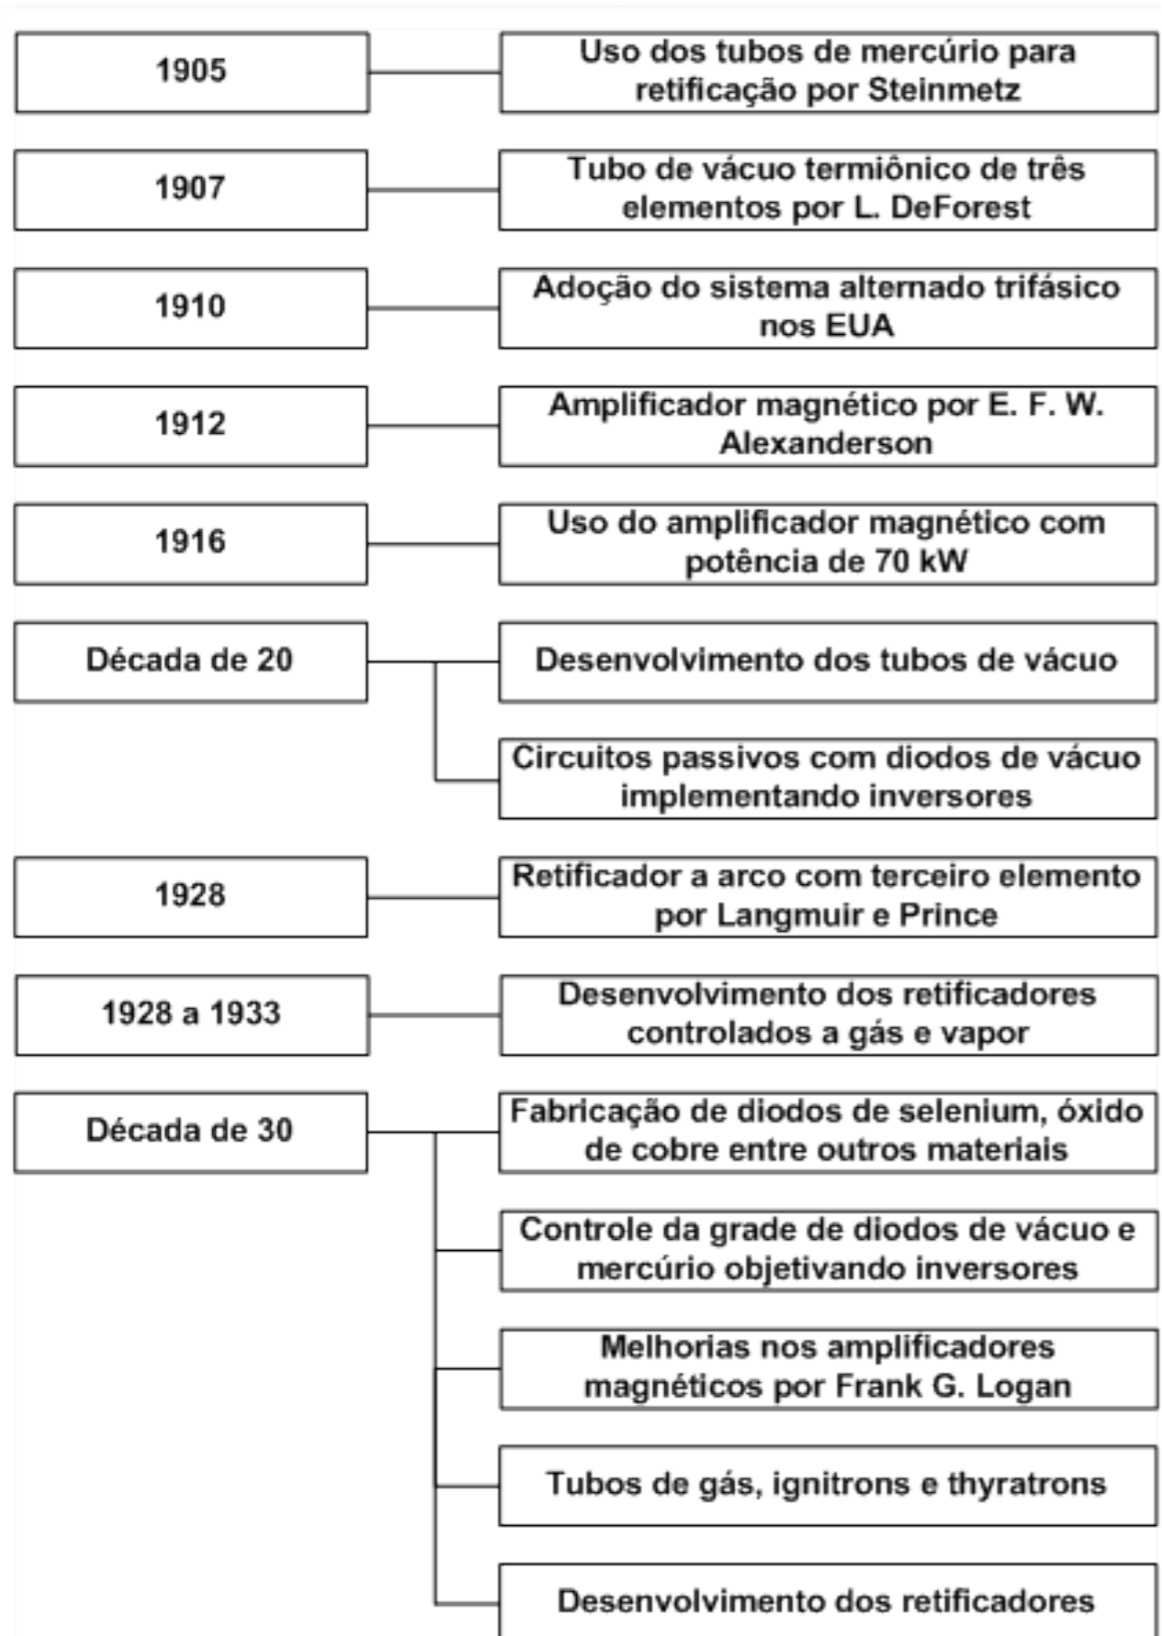 1905
Uso dos tubos de mercúrio para
retificação por Steinmetz
1907
Tubo de vácuo termiônico de três
elementos por L. DeForest
1910
Adoção do sistema alternado trifásico
nos EUA
1912
Amplificador magnético por E. F. W.
Alexanderson
1916
Uso do amplificador magnético com
potência de 70 kW
Década de 20
Desenvolvimento dos tubos de vácuo
Circuitos passivos com diodos de vácuo
implementando inversores
1928
Retificador a arco com terceiro elemento
por Langmuir e Prince
1928 a 1933
Desenvolvimento dos retificadores
controlados a gás e vapor
Década de 30
Fabricação de diodos de selenium, óxido
de cobre entre outros materiais
Controle da grade de diodos de vácuo e
mercúrio objetivando inversores
Melhorias nos amplificadores
magnéticos por Frank G. Logan
Tubos de gás, ignitrons e thyratrons
Desenvolvimento dos retificadores